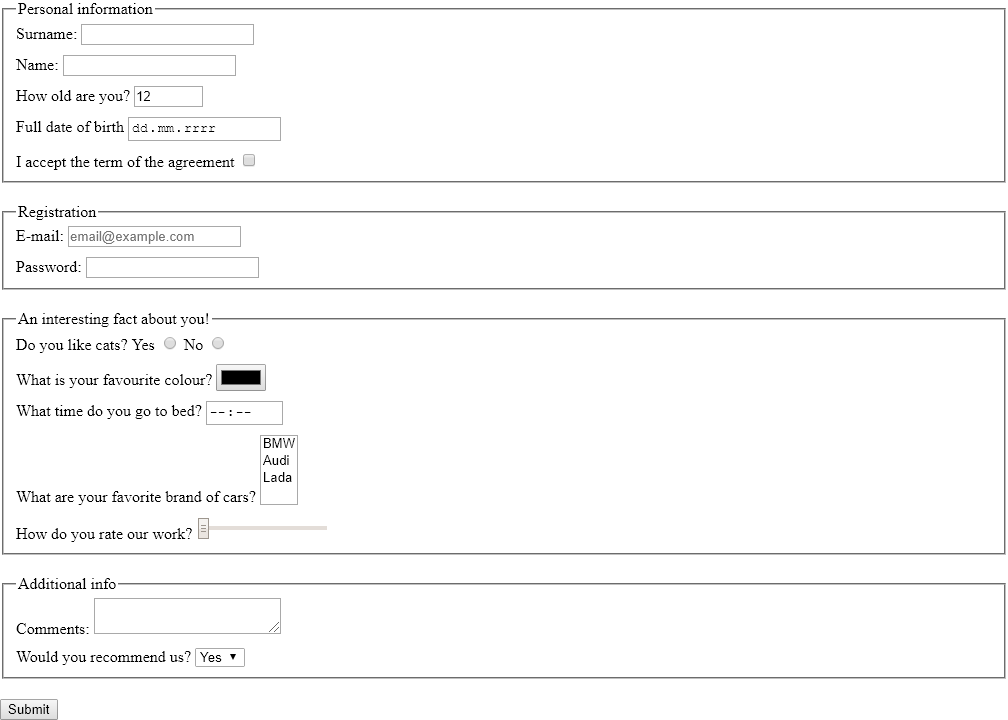 Personal information
Surname:
Name:
How old are you? 12
Full date of birth dd.mm.rrrr
I accept the term of the agreement
Registration
E-mail: email@example.com
Password:
An interesting fact about you!
Do you like cats? Yes No
What is your favourite colour?
What time do you go to bed? --:--
BMW
Audi
Lada
What are your favorite brand of cars?
How do you rate our work?
Additional info
Comments:
Would you recommend us? Yes
Submit